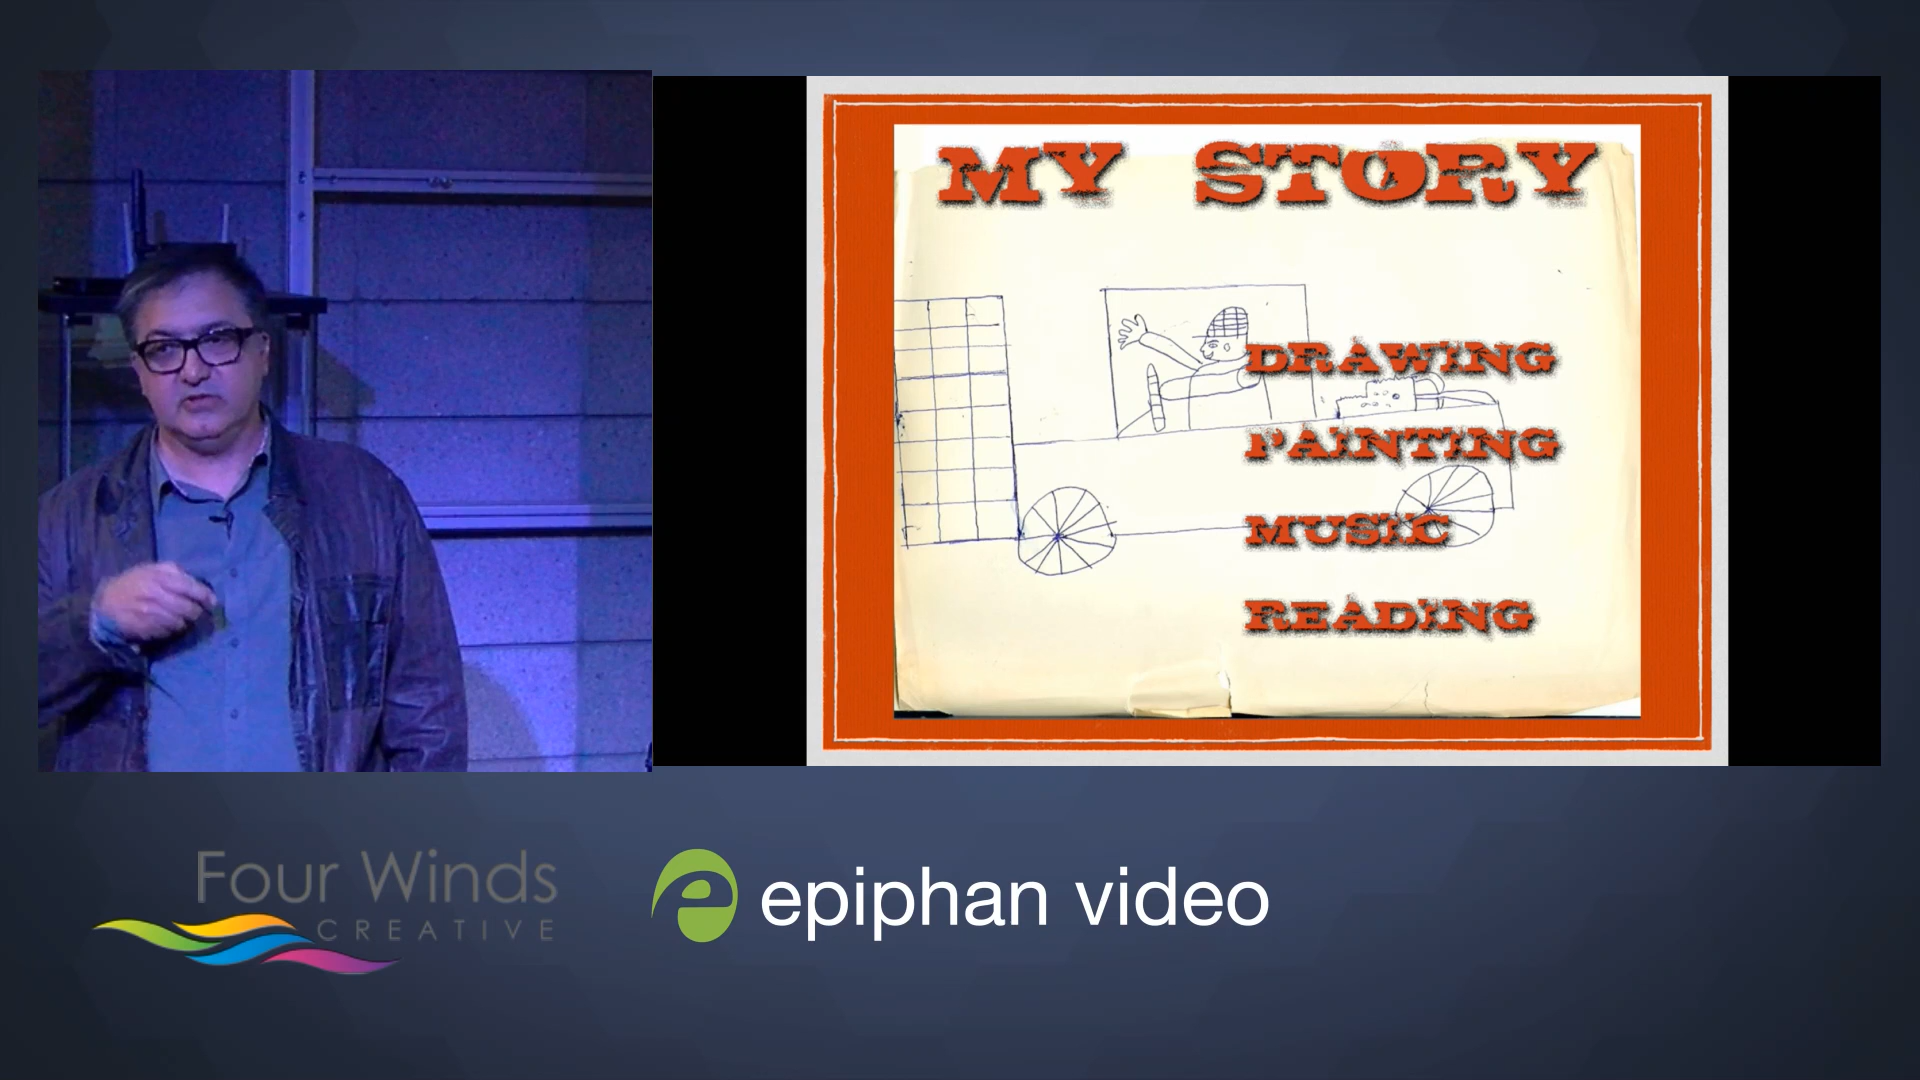 MY STORY
DRAWING
PAINTING
MUSIC
READING
Four Winds
CREATIVE
epiphan video